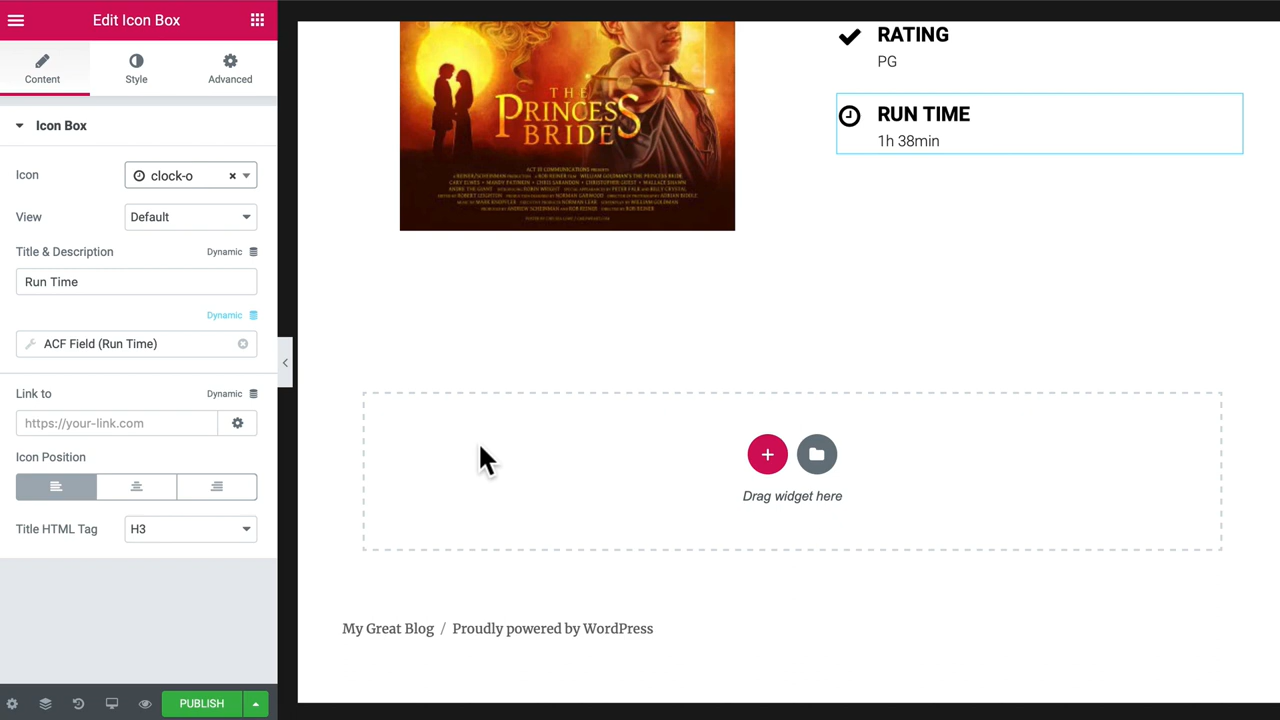 Edit Icon Box
Content
Style
Advanced
Icon Box
Icon
clock-o
View
Default
Title & Description
Dynamic
Run Time
Dynamic
ACF Field (Run Time)
Link to
Dynamic
https://your-link.com
Icon Position
Title HTML Tag
H3
PUBLISH
THE
PRINCESS
BRIDE
RATING
PG
RUN TIME
1h 38min
Drag widget here
My Great Blog / Proudly powered by WordPress